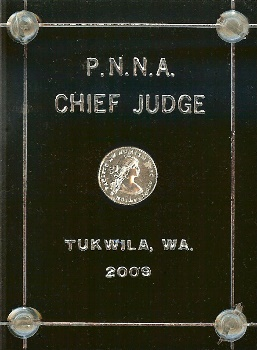 P.N.N.A.
CHIEF JUDGE
TUKWILA, WA.
2009